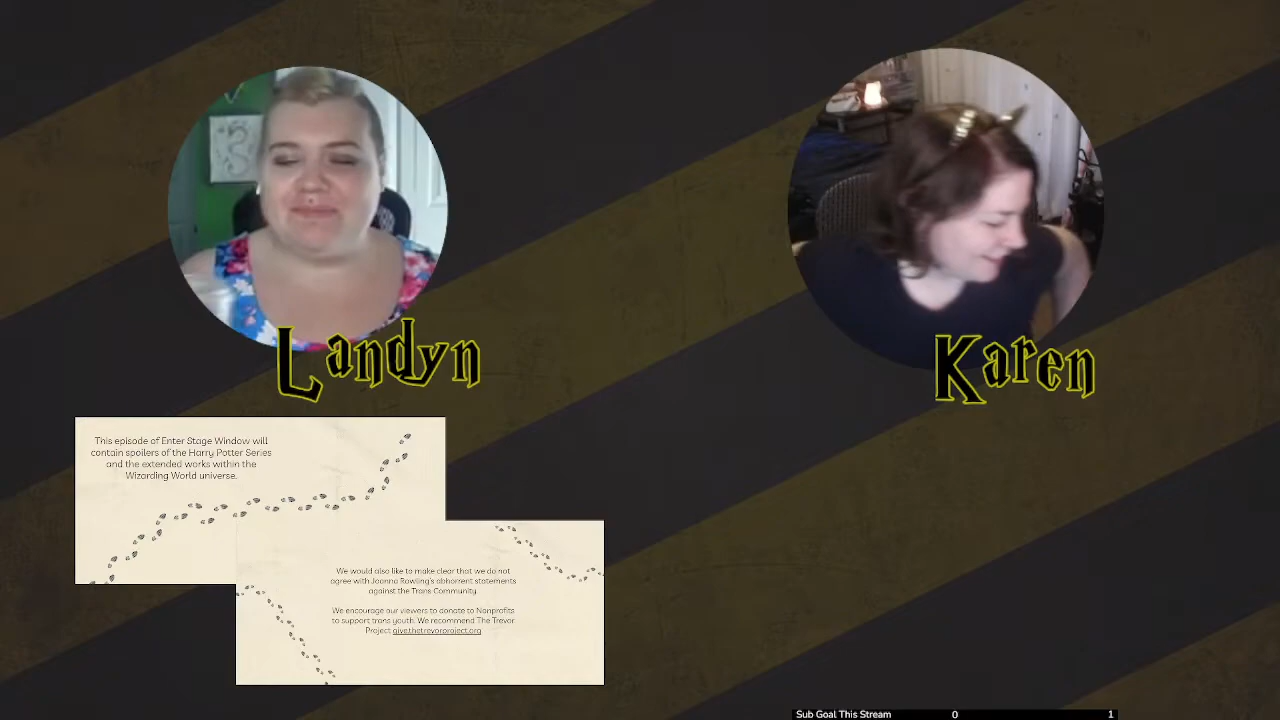 Landyn
Karen
This episode of Enter Stage Window will
contain spoilers of the Harry Potter Series
and the extended works within the
Wizarding World universe.
We would also like to make clear that we do not
agree with Joanna Rowling's abhorrent statements
against the Trans Community
We encourage our viewers to donate to Nonprofits
to support trans youth. We recommend The Trevor
Project give.thetrevorproject.org
Sub Goal This Stream 0 1